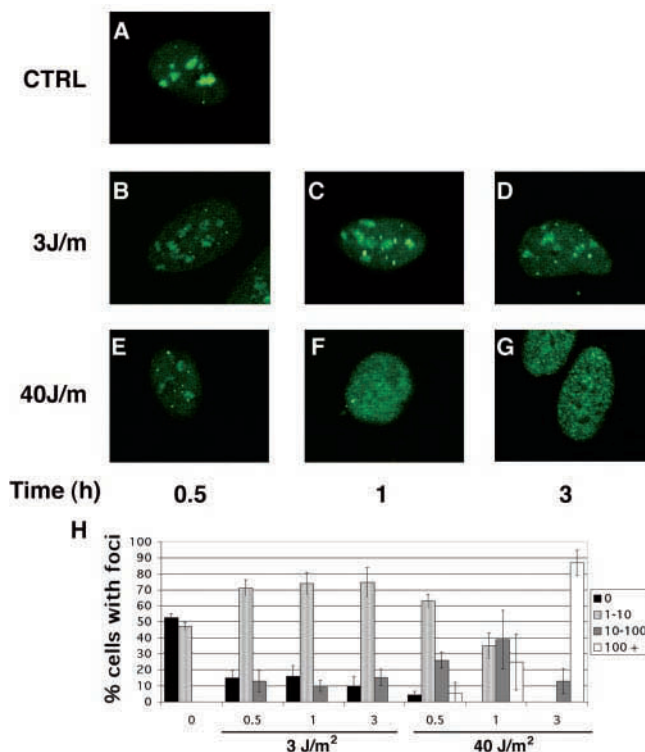 A
CTRL
B C D
3J/m
E F G
40J/m
Time (h) 0.5 1 3
H
% cells with foci
100
90
80
70
60
50
40
30
20
10
0
0 0.5 1 3 0.5 1 3
3 J/m² 40 J/m²
0
1-10
10-100
100 +